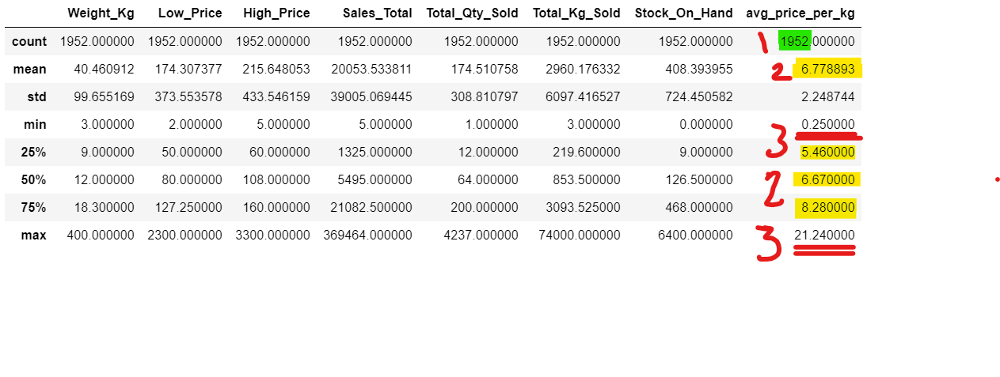 Weight_Kg Low_Price High_Price Sales_Total Total_Qty_Sold Total_Kg_Sold Stock_On_Hand avg_price_per_kg
count 1952.000000 1952.000000 1952.000000 1952.000000 1952.000000 1952.000000 1952.000000 1 1952.000000
mean 40.460912 174.307377 215.648053 20053.533811 174.510758 2960.176332 408.393955 2 6.778893
std 99.655169 373.553578 433.546159 39005.069445 308.810797 6097.416527 724.450582 2.248744
min 3.000000 2.000000 5.000000 5.000000 1.000000 3.000000 0.000000 3 0.250000
25% 9.000000 50.000000 60.000000 1325.000000 12.000000 219.600000 9.000000 5.460000
50% 12.000000 80.000000 108.000000 5495.000000 64.000000 853.500000 126.500000 2 6.670000
75% 18.300000 127.250000 160.000000 21082.500000 200.000000 3093.525000 468.000000 8.280000
max 400.000000 2300.000000 3300.000000 369464.000000 4237.000000 74000.000000 6400.000000 3 21.240000